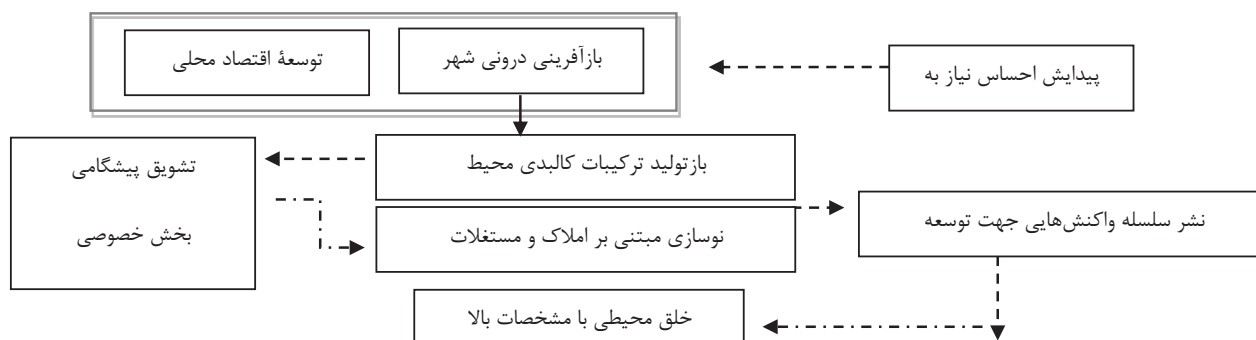 پیدایش احساس نیاز به
بازآفرینی درونی شهر
توسعۀ اقتصاد محلی
بازتولید ترکیبات کالبدی محیط
تشویق پیشگامی
بخش خصوصی
نوسازی مبتنی بر املاک و مستغلات
نشر سلسله واکنش‌هایی جهت توسعه
خلق محیطی با مشخصات بالا